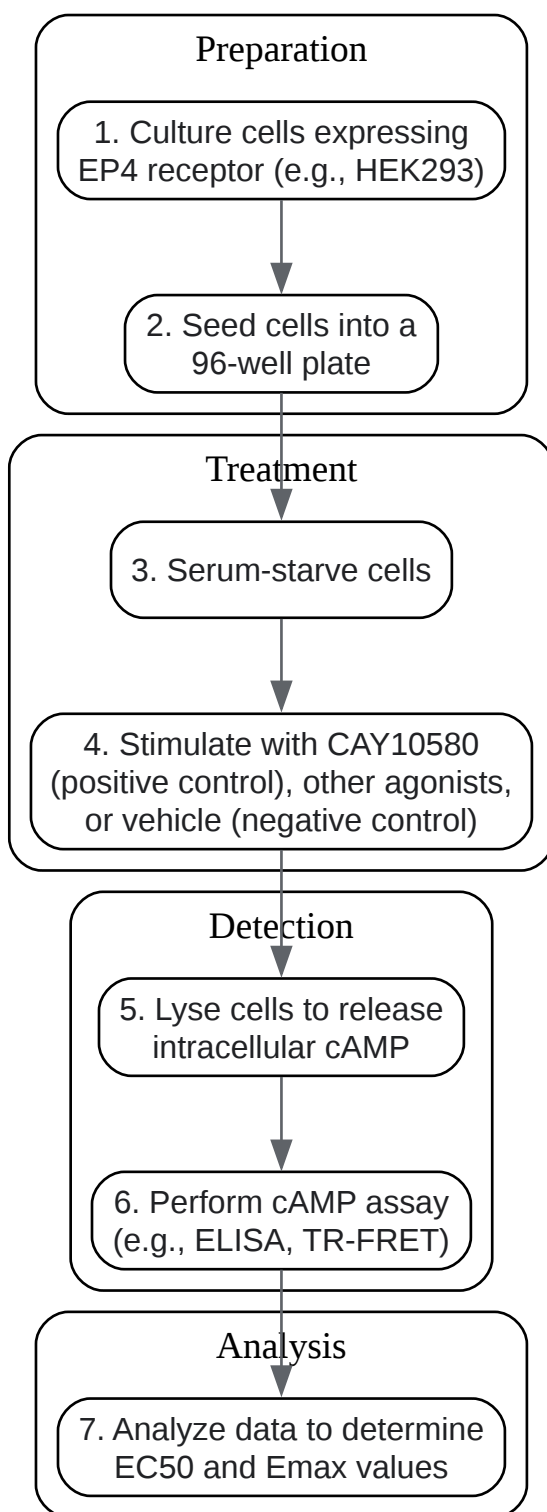 Preparation
1. Culture cells expressing
EP4 receptor (e.g., HEK293)
2. Seed cells into a
96-well plate
Treatment
3. Serum-starve cells
4. Stimulate with CAY10580
(positive control), other agonists,
or vehicle (negative control)
Detection
5. Lyse cells to release
intracellular cAMP
6. Perform cAMP assay
(e.g., ELISA, TR-FRET)
Analysis
7. Analyze data to determine
EC50 and Emax values